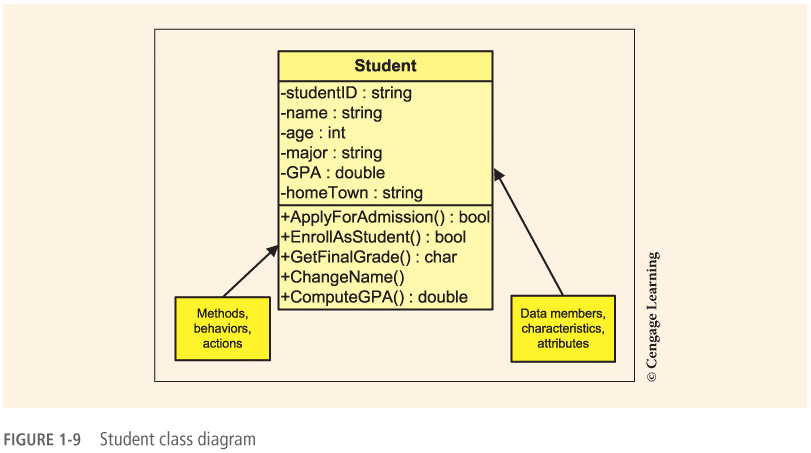 Student
-studentID : string
-name : string
-age : int
-major : string
-GPA : double
-homeTown : string
+ApplyForAdmission() : bool
+EnrollAsStudent() : bool
+GetFinalGrade() : char
+ChangeName()
+ComputeGPA() : double
Methods,
behaviors,
actions
Data members,
characteristics,
attributes
© Cengage Learning
FIGURE 1-9 Student class diagram